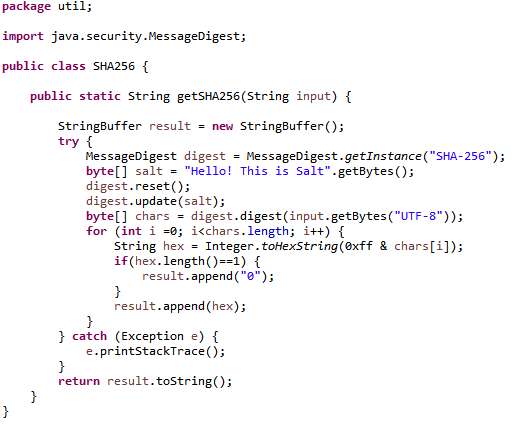 package util;

import java.security.MessageDigest;

public class SHA256 {

    public static String getSHA256(String input) {

        StringBuffer result = new StringBuffer();
        try {
            MessageDigest digest = MessageDigest.getInstance("SHA-256");
            byte[] salt = "Hello! This is Salt".getBytes();
            digest.reset();
            digest.update(salt);
            byte[] chars = digest.digest(input.getBytes("UTF-8"));
            for (int i =0; i<chars.length; i++) {
                String hex = Integer.toHexString(0xff & chars[i]);
                if(hex.length()==1) {
                    result.append("0");
                }
                result.append(hex);
            }
        } catch (Exception e) {
            e.printStackTrace();
        }
        return result.toString();
    }
}